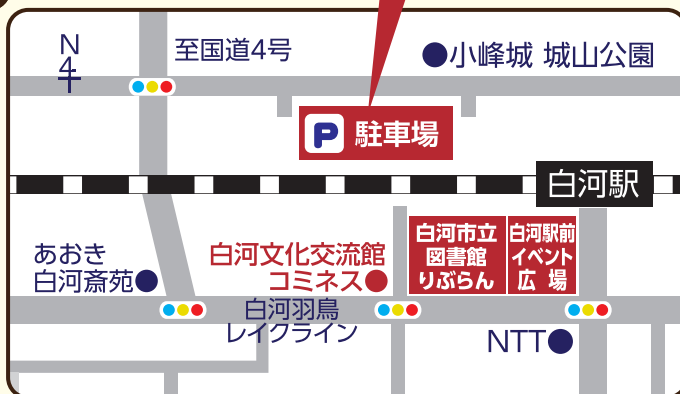 N
至国道4号
●小峰城 城山公園
P 駐車場
白河駅
あおき
白河斎苑●
白河文化交流館
コミネス●
白河市立
図書館
りぶらん
白河駅前
イベント
広場
白河羽鳥
レイクライン
NTT●